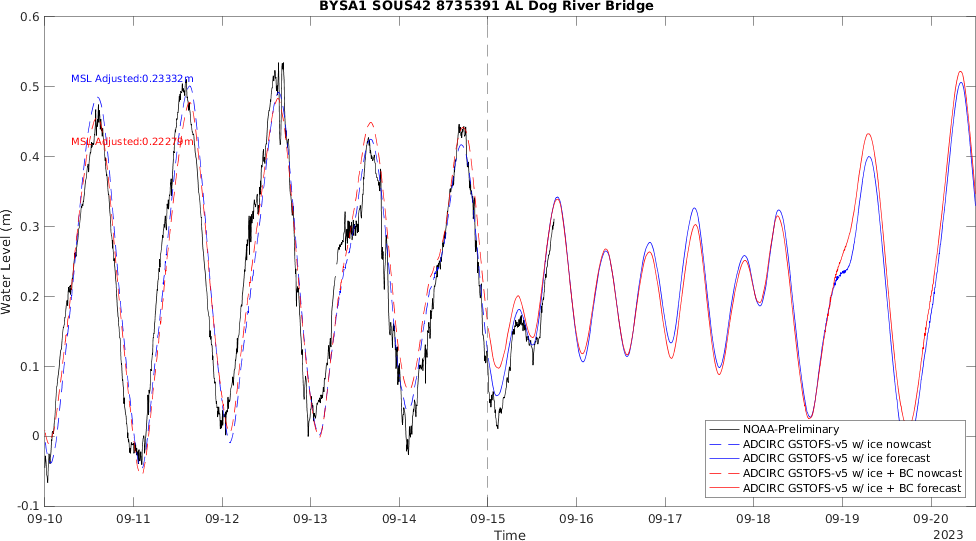 BYSA1 SOUS42 8735391 AL Dog River Bridge
0.6
0.5
0.4
0.3
0.2
0.1
0
-0.1
Water Level (m)
MSL Adjusted:0.23332m
MSL Adjusted:0.22279m
NOAA-Preliminary
ADCIRC GSTOFS-v5 w/ ice nowcast
ADCIRC GSTOFS-v5 w/ ice forecast
ADCIRC GSTOFS-v5 w/ ice + BC nowcast
ADCIRC GSTOFS-v5 w/ ice + BC forecast
09-10 09-11 09-12 09-13 09-14 09-15 09-16 09-17 09-18 09-19 09-20
Time
2023